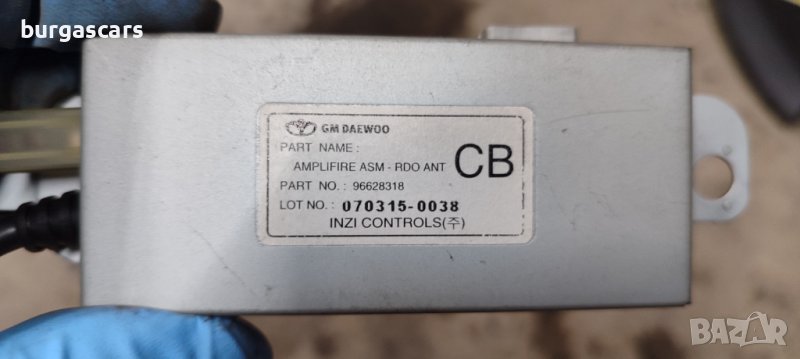 burgascars
GM DAEWOO
PART NAME :
AMPLIFIRE ASM - RDO ANT
CB
PART NO. : 96628318
LOT NO. : 070315-0038
INZI CONTROLS(주)
BAZAR